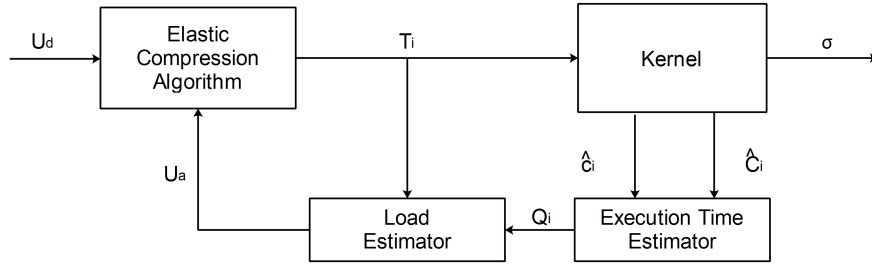 Ud
Elastic
Compression
Algorithm
Ti
Kernel
σ
Ua
ĉi
Ĉi
Load
Estimator
Qi
Execution Time
Estimator